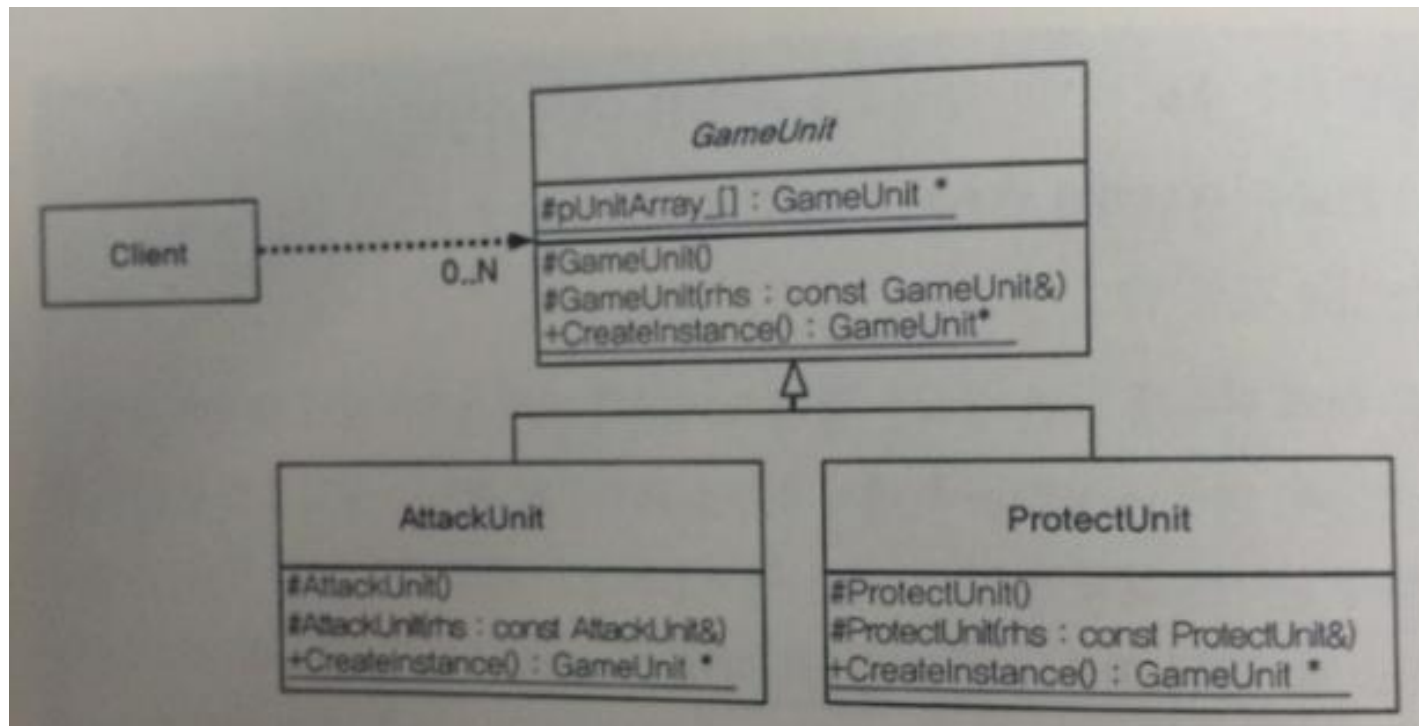 GameUnit
#pUnitArray_[] : GameUnit *
Client
0..N
#GameUnit()
#GameUnit(rhs : const GameUnit&)
+CreateInstance() : GameUnit*
AttackUnit
#AttackUnit()
#AttackUnit(rhs : const AttackUnit&)
+CreateInstance() : GameUnit *
ProtectUnit
#ProtectUnit()
#ProtectUnit(rhs : const ProtectUnit&)
+CreateInstance() : GameUnit *